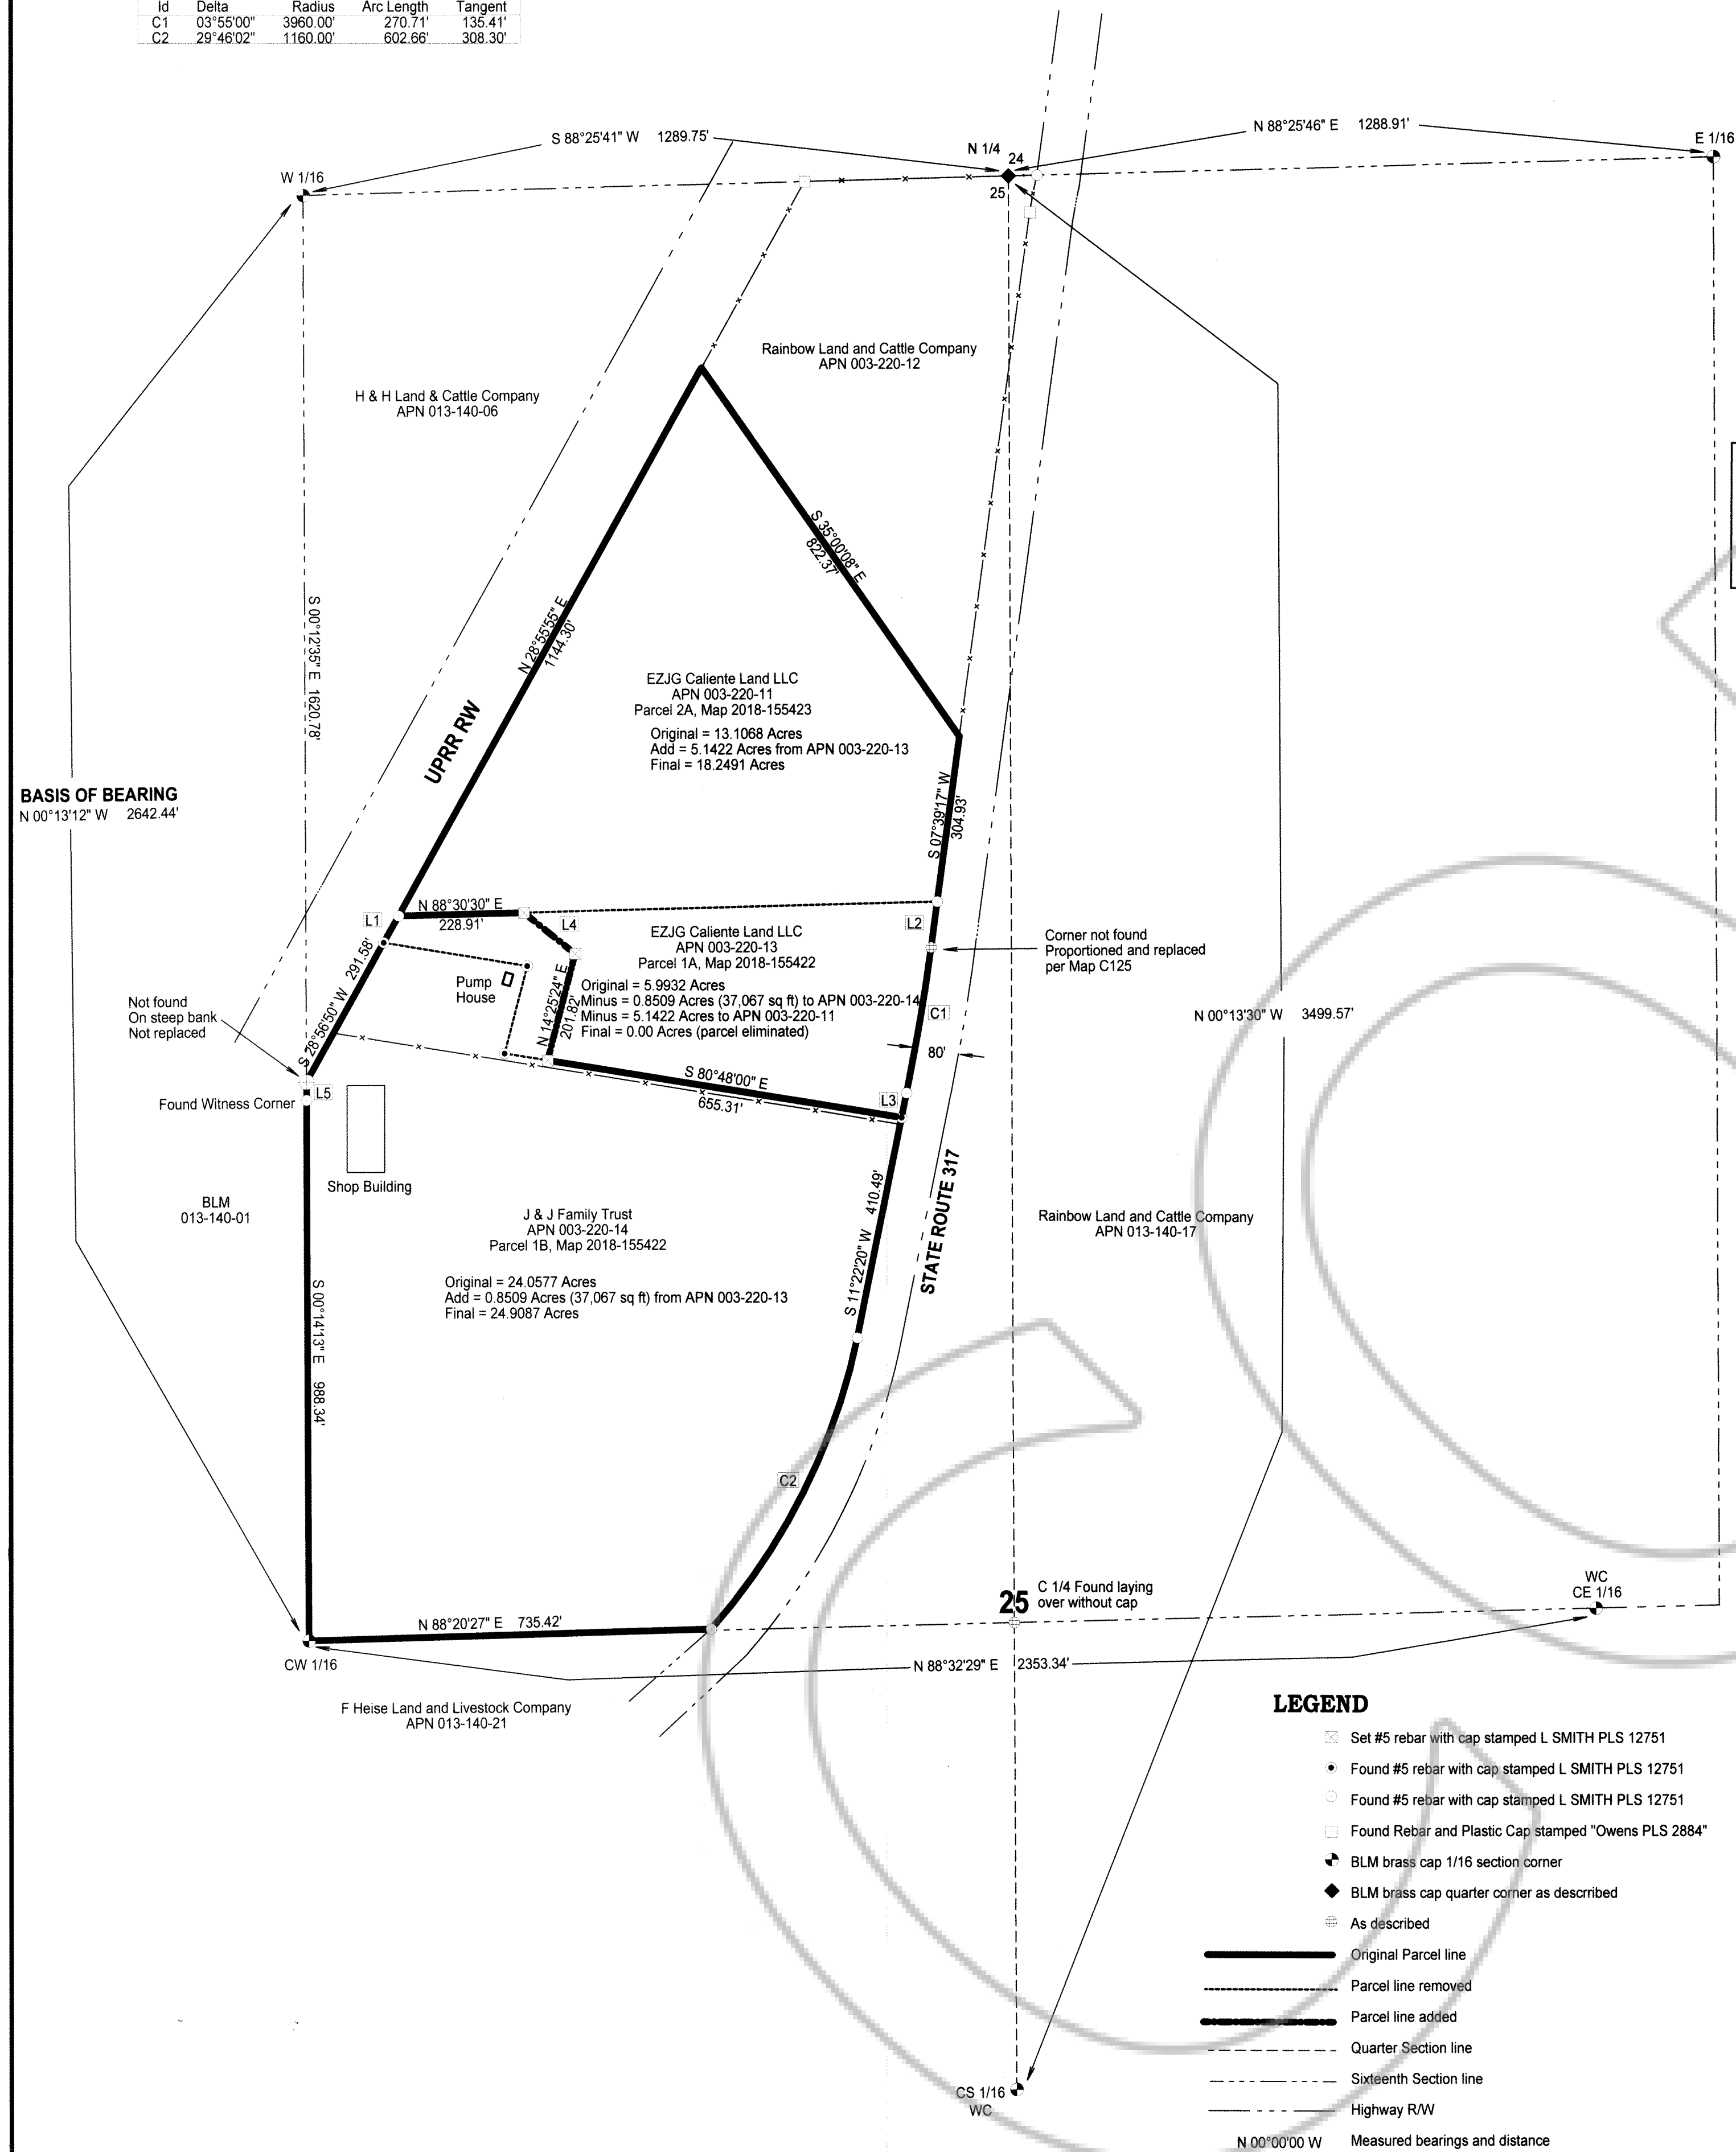 Id Delta Radius Arc Length Tangent
C1 03°55'00" 3960.00' 270.71' 135.41'
C2 29°46'02" 1160.00' 602.66' 308.30'
S 88°25'41" W 1289.75'
N 88°25'46" E 1288.91'
E 1/16
N 1/4
24
25
W 1/16
Rainbow Land and Cattle Company
APN 003-220-12
H & H Land & Cattle Company
APN 013-140-06
S 35°00'08" E
822.37'
S 00°12'35" E 1620.78'
N 28°55'55" E
1144.30'
EZJG Caliente Land LLC
APN 003-220-11
Parcel 2A, Map 2018-155423
Original = 13.1068 Acres
Add = 5.1422 Acres from APN 003-220-13
Final = 18.2491 Acres
UPRR RW
BASIS OF BEARING
N 00°13'12" W 2642.44'
S 07°39'17" W
304.93'
L1
N 88°30'30" E
228.91'
L4
L2
EZJG Caliente Land LLC
APN 003-220-13
Parcel 1A, Map 2018-155422
Original = 5.9932 Acres
Minus = 0.8509 Acres (37,067 sq ft) to APN 003-220-14
Minus = 5.1422 Acres to APN 003-220-11
Final = 0.00 Acres (parcel eliminated)
Corner not found
Proportioned and replaced
per Map C125
Pump
House
N 14°25'24" E
201.82'
S 28°56'50" W 291.58'
Not found
On steep bank
Not replaced
C1
N 00°13'30" W 3499.57'
80'
S 80°48'00" E
655.31'
L5
L3
Found Witness Corner
Shop Building
BLM
013-140-01
J & J Family Trust
APN 003-220-14
Parcel 1B, Map 2018-155422
Original = 24.0577 Acres
Add = 0.8509 Acres (37,067 sq ft) from APN 003-220-13
Final = 24.9087 Acres
S 11°22'20" W 410.49'
STATE ROUTE 317
Rainbow Land and Cattle Company
APN 013-140-17
S 00°14'13" E 988.34'
C2
25
C 1/4 Found laying
over without cap
WC
CE 1/16
N 88°20'27" E 735.42'
CW 1/16
N 88°32'29" E 2353.34'
F Heise Land and Livestock Company
APN 013-140-21
CS 1/16
WC
LEGEND
Set #5 rebar with cap stamped L SMITH PLS 12751
Found #5 rebar with cap stamped L SMITH PLS 12751
Found #5 rebar with cap stamped L SMITH PLS 12751
Found Rebar and Plastic Cap stamped "Owens PLS 2884"
BLM brass cap 1/16 section corner
BLM brass cap quarter corner as descrribed
As described
Original Parcel line
Parcel line removed
Parcel line added
Quarter Section line
Sixteenth Section line
Highway R/W
N 00°00'00 W Measured bearings and distance